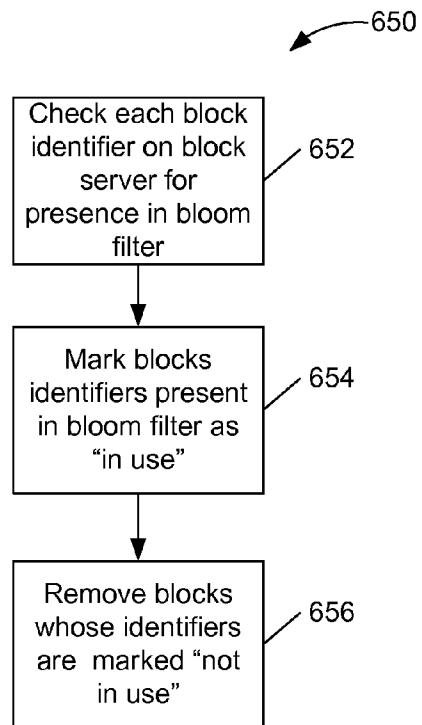 650
Check each block
identifier on block
server for
presence in bloom
filter
652
Mark blocks
identifiers present
in bloom filter as
“in use”
654
Remove blocks
whose identifiers
are marked “not
in use”
656